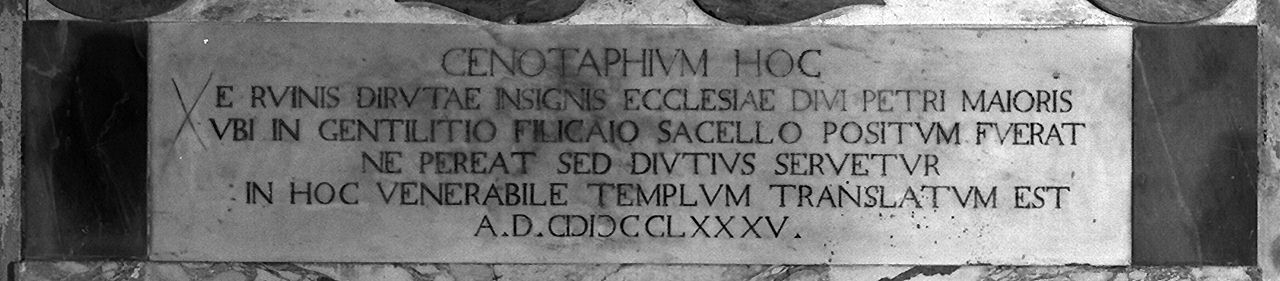 CENOTAPHIVM HOC
E RVINIS DIRVTAE INSIGNIS ECCLESIAE DIVI PETRI MAIORIS
VBI IN GENTILITIO FILICAIO SACELLO POSITVM FVERAT
NE PEREAT SED DIVTIVS SERVETVR
IN HOC VENERABILE TEMPLVM TRANSLATVM EST
A.D.CIƆIƆCCLXXXV.